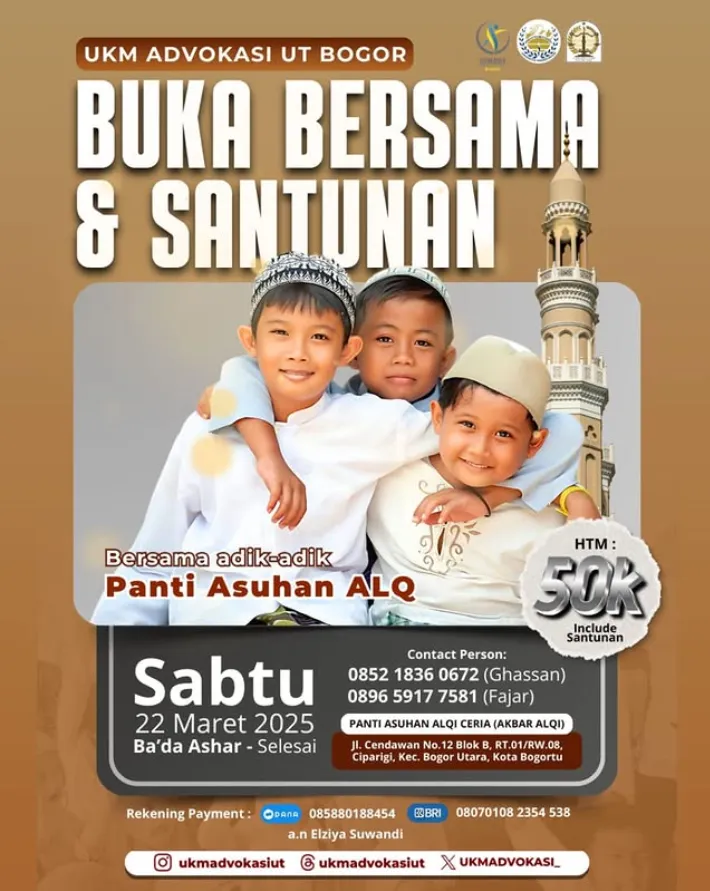 UKM ADVOKASI UT BOGOR
BUKA BERSAMA
& SANTUNAN
Bersama adik-adik
Panti Asuhan ALQ
HTM :
50k
Include
Santunan
Sabtu
22 Maret 2025
Ba'da Ashar - Selesai
Contact Person:
0852 1836 0672 (Ghassan)
0896 5917 7581 (Fajar)
PANTI ASUHAN ALQI CERIA (AKBAR ALQI)
Jl. Cendawan No.12 Blok B, RT.01/RW.08,
Ciparigi, Kec. Bogor Utara, Kota Bogortu
Rekening Payment : DANA 085880188454 BRI 08070108 2354 538
a.n Elziya Suwandi
ukmadvokasiut ukmadvokasiut UKMADVOKASI_